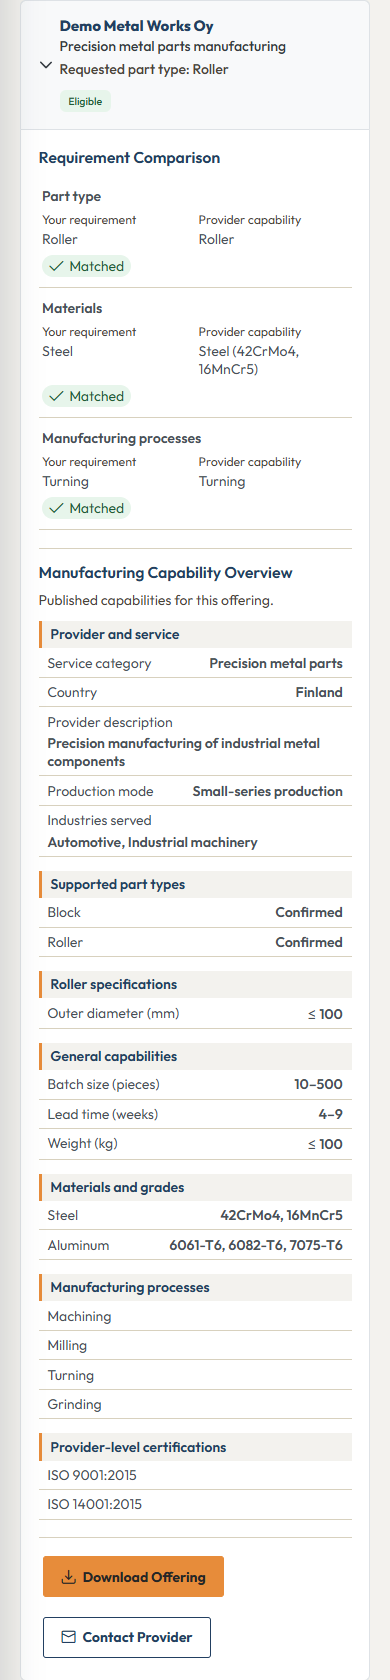 Demo Metal Works Oy
Precision metal parts manufacturing
Requested part type: Roller
Eligible
Requirement Comparison
Part type
Your requirement Provider capability
Roller Roller
Matched
Materials
Your requirement Provider capability
Steel Steel (42CrMo4,
16MnCr5)
Matched
Manufacturing processes
Your requirement Provider capability
Turning Turning
Matched
Manufacturing Capability Overview
Published capabilities for this offering.
Provider and service
Service category Precision metal parts
Country Finland
Provider description
Precision manufacturing of industrial metal
components
Production mode Small-series production
Industries served
Automotive, Industrial machinery
Supported part types
Block Confirmed
Roller Confirmed
Roller specifications
Outer diameter (mm) ≤ 100
General capabilities
Batch size (pieces) 10–500
Lead time (weeks) 4–9
Weight (kg) ≤ 100
Materials and grades
Steel 42CrMo4, 16MnCr5
Aluminum 6061-T6, 6082-T6, 7075-T6
Manufacturing processes
Machining
Milling
Turning
Grinding
Provider-level certifications
ISO 9001:2015
ISO 14001:2015
Download Offering
Contact Provider